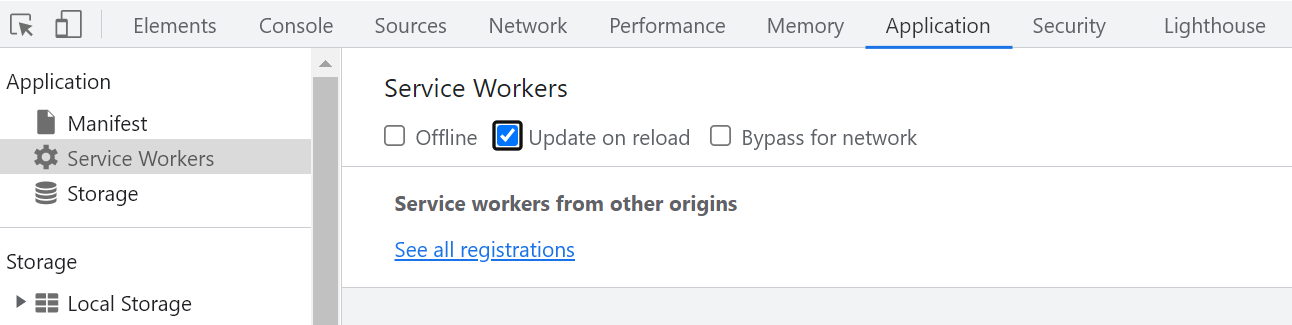 Elements Console Sources Network Performance Memory Application Security Lighthouse
Application
Manifest
Service Workers
Storage
Storage
Local Storage
Service Workers
Offline Update on reload Bypass for network
Service workers from other origins
See all registrations